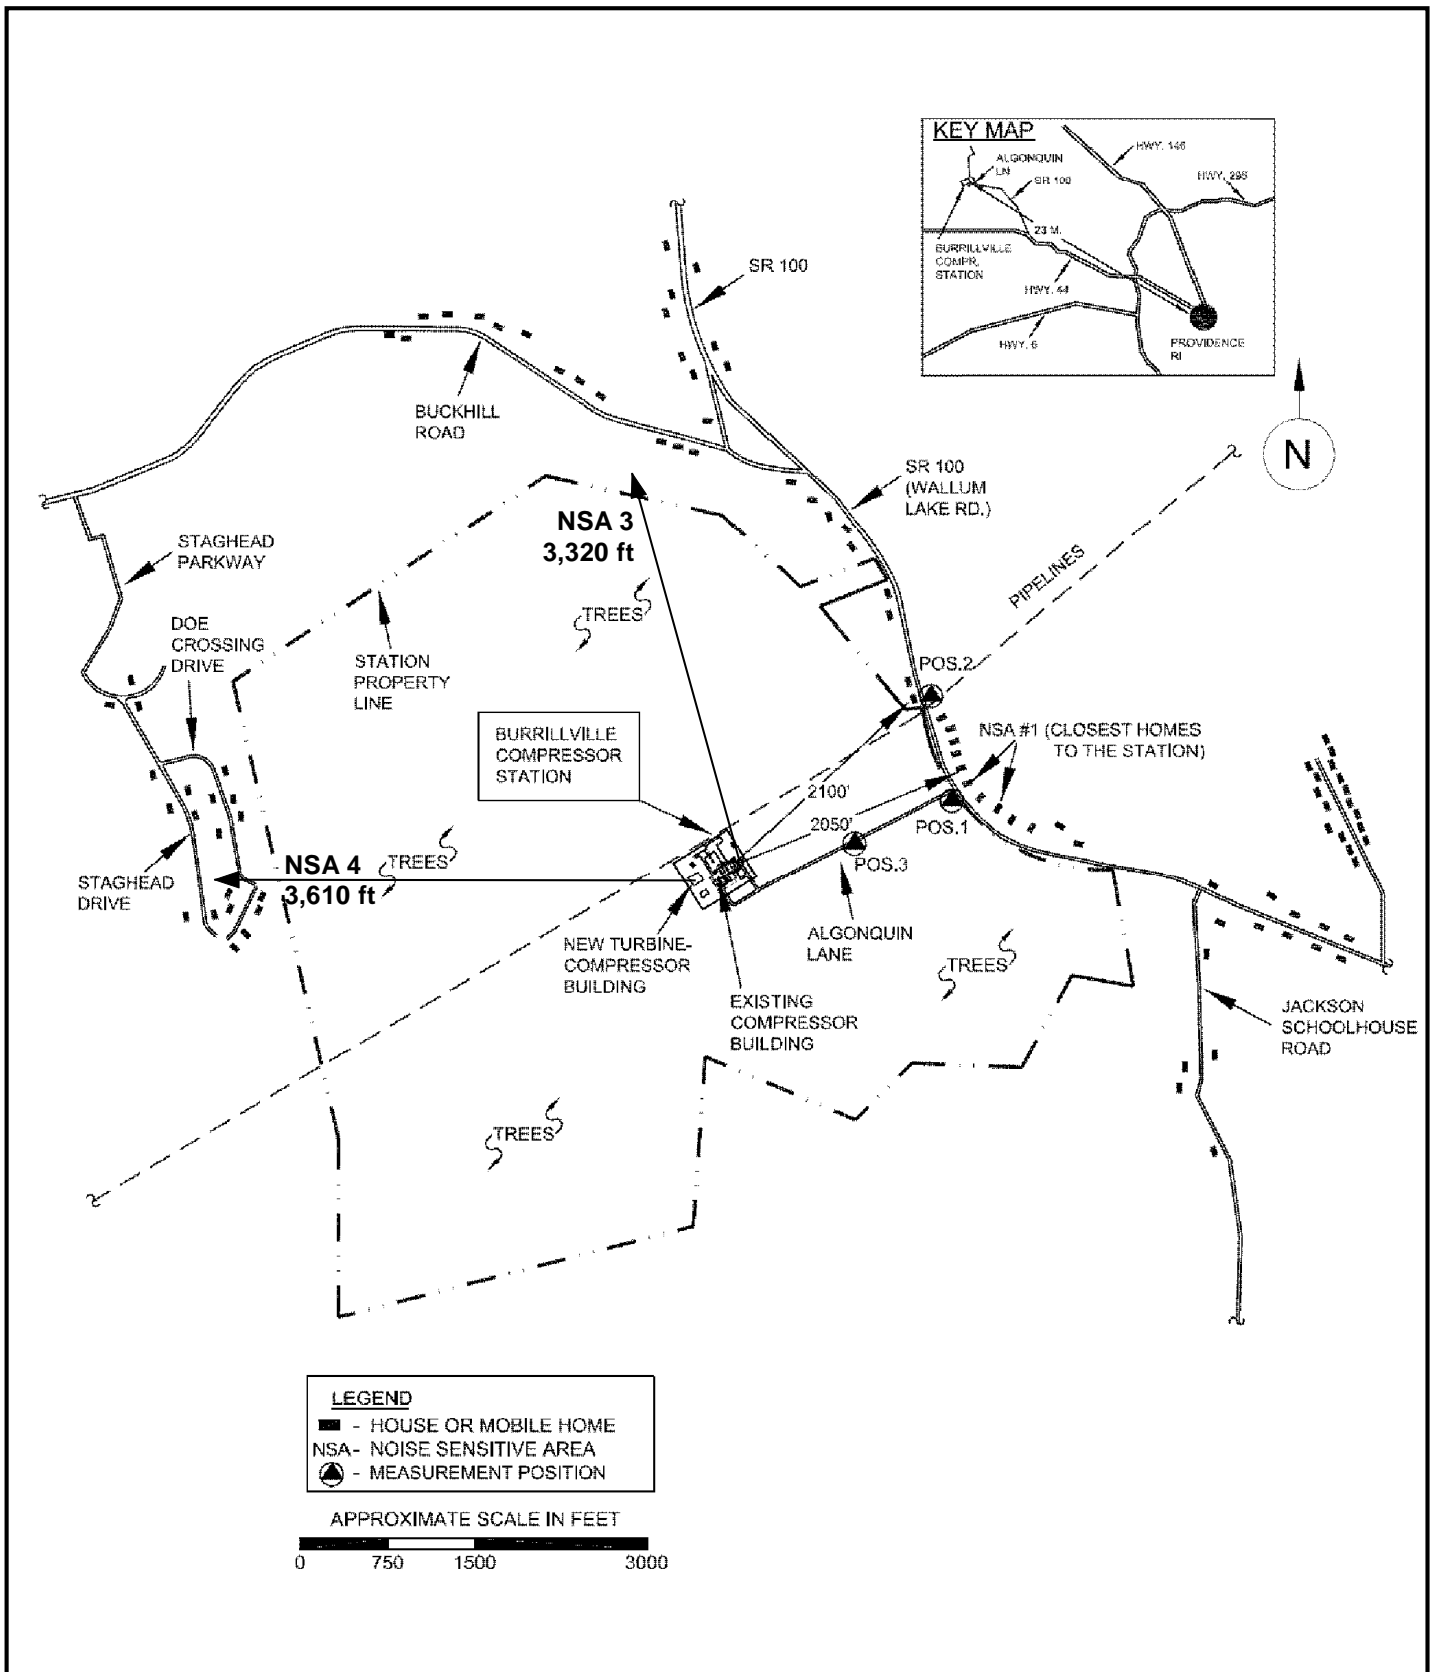 KEY MAP
HWY. 146
ALGONQUIN
LN
SR 100
HWY. 295
23 M.
BURRILLVILLE
COMPR.
STATION
HWY. 44
HWY. 6
PROVIDENCE
RI
N
SR 100
BUCKHILL
ROAD
SR 100
(WALLUM
LAKE RD.)
NSA 3
3,320 ft
STAGHEAD
PARKWAY
PIPELINES
TREES
DOE
CROSSING
DRIVE
STATION
PROPERTY
LINE
POS.2
BURRILLVILLE
COMPRESSOR
STATION
NSA #1 (CLOSEST HOMES
TO THE STATION)
2100'
2050'
POS.1
POS.3
NSA 4
3,610 ft
TREES
STAGHEAD
DRIVE
NEW TURBINE-
COMPRESSOR
BUILDING
ALGONQUIN
LANE
TREES
EXISTING
COMPRESSOR
BUILDING
JACKSON
SCHOOLHOUSE
ROAD
TREES
LEGEND
- HOUSE OR MOBILE HOME
NSA- NOISE SENSITIVE AREA
- MEASUREMENT POSITION
APPROXIMATE SCALE IN FEET
0 750 1500 3000